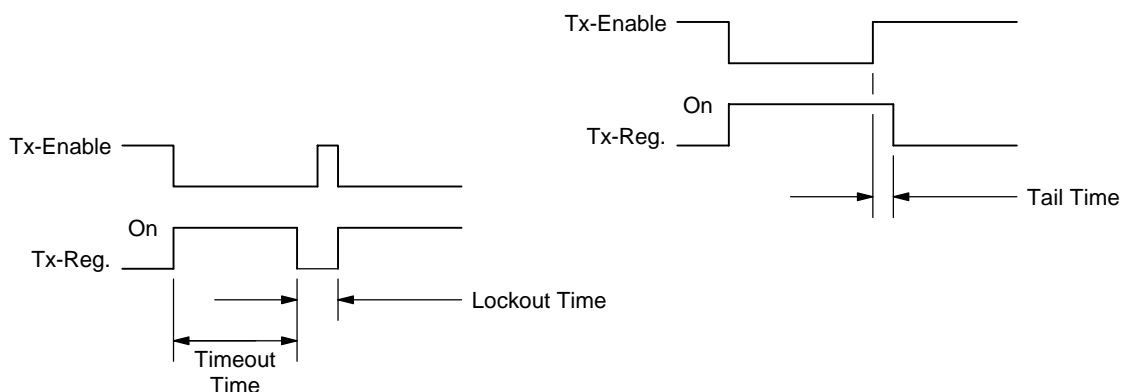 Tx-Enable
On
Tx-Reg.
Lockout Time
Timeout
Time
Tx-Enable
On
Tx-Reg.
Tail Time